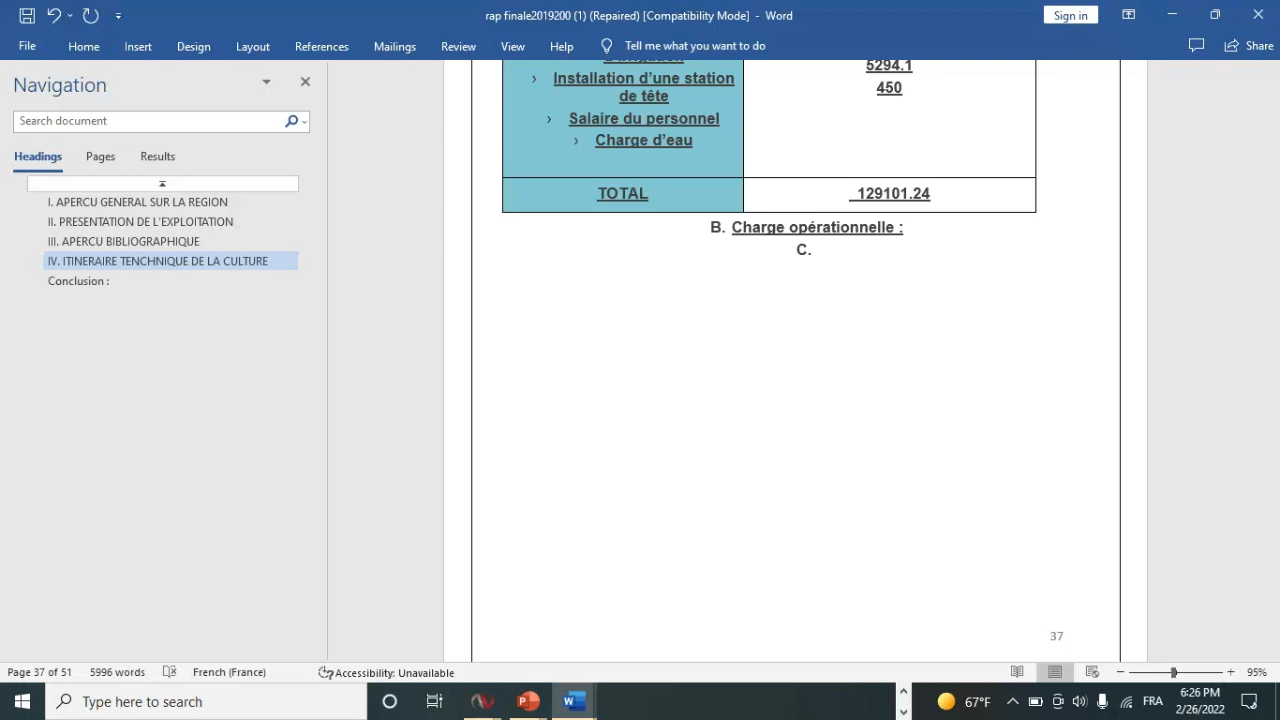 rap finale2019200 (1) (Repaired) [Compatibility Mode] - Word
Sign in
File Home Insert Design Layout References Mailings Review View Help Tell me what you want to do Share
Navigation
Search document
Headings Pages Results
I. APERCU GENERAL SUR LA REGION
II. PRESENTATION DE L'EXPLOITATION
III. APERCU BIBLIOGRAPHIQUE
IV. ITINERAIRE TENCHNIQUE DE LA CULTURE
Conclusion :
5294.1
› Installation d'une station
de tête
450
› Salaire du personnel
› Charge d'eau
TOTAL
129101.24
B. Charge opérationnelle :
C.
37
Page 37 of 51 5996 words French (France) Accessibility: Unavailable 95%
Type here to search
67°F
FRA
6:26 PM
2/26/2022